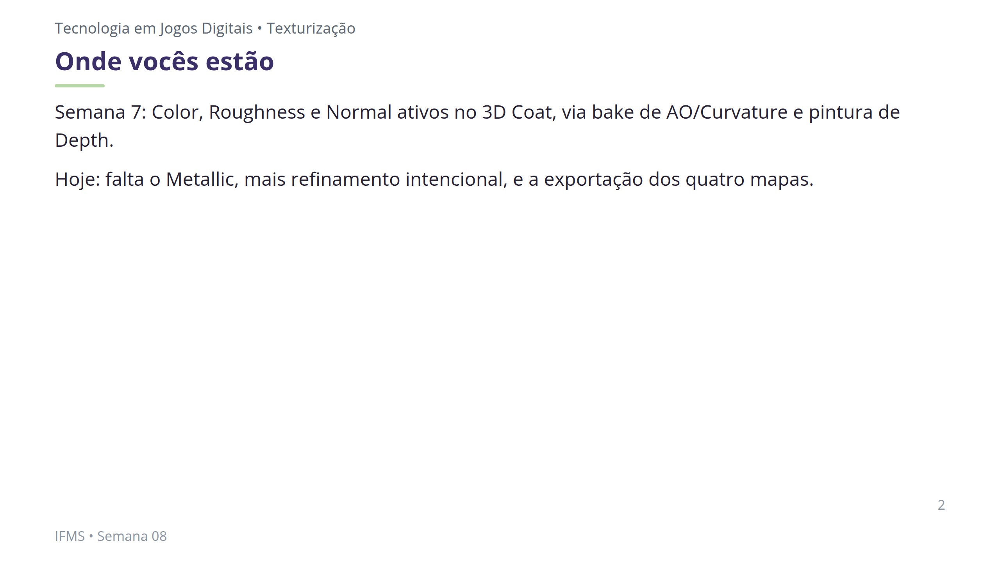 Tecnologia em Jogos Digitais • Texturização
Onde vocês estão
Semana 7: Color, Roughness e Normal ativos no 3D Coat, via bake de AO/Curvature e pintura de
Depth.
Hoje: falta o Metallic, mais refinamento intencional, e a exportação dos quatro mapas.
2
IFMS • Semana 08